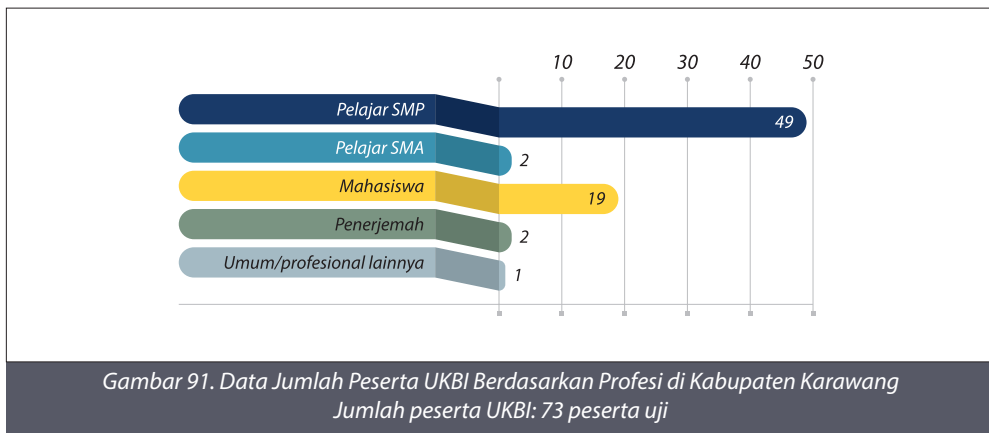 10 20 30 40 50
Pelajar SMP 49
Pelajar SMA 2
Mahasiswa 19
Penerjemah 2
Umum/profesional lainnya 1
Gambar 91. Data Jumlah Peserta UKBI Berdasarkan Profesi di Kabupaten Karawang
Jumlah peserta UKBI: 73 peserta uji